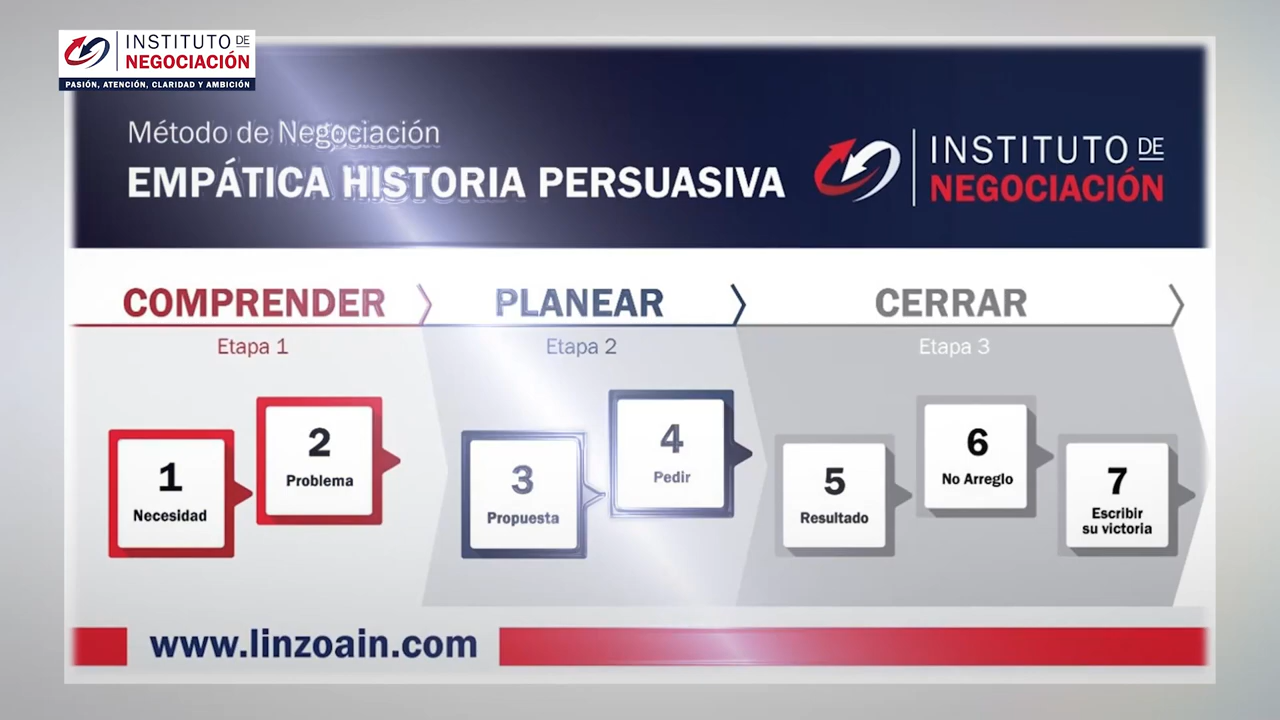 INSTITUTO DE
NEGOCIACIÓN
PASIÓN, ATENCIÓN, CLARIDAD Y AMBICIÓN
Método de Negociación
EMPÁTICA HISTORIA PERSUASIVA
INSTITUTO DE
NEGOCIACIÓN
COMPRENDER
PLANEAR
CERRAR
Etapa 1
Etapa 2
Etapa 3
1
Necesidad
2
Problema
3
Propuesta
4
Pedir
5
Resultado
6
No Arreglo
7
Escribir
su victoria
www.linzoain.com